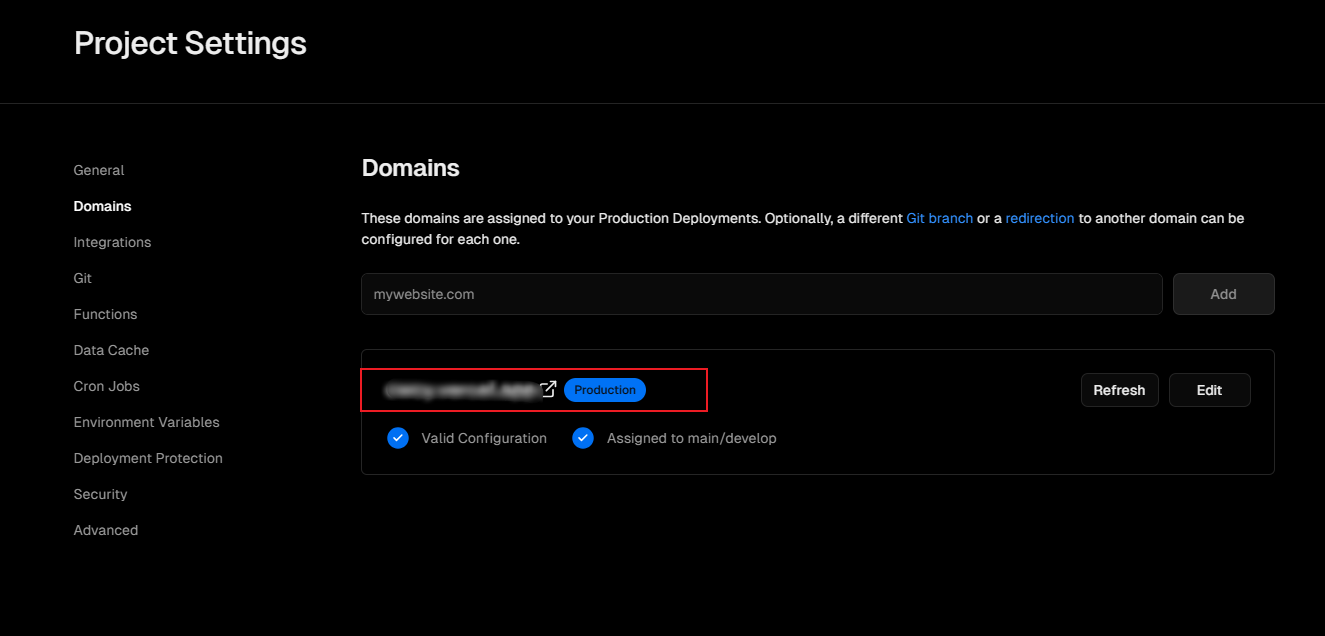 Project Settings
General
Domains
Integrations
Git
Functions
Data Cache
Cron Jobs
Environment Variables
Deployment Protection
Security
Advanced
Domains
These domains are assigned to your Production Deployments. Optionally, a different Git branch or a redirection to another domain can be
configured for each one.
mywebsite.com
Add
Production
Refresh
Edit
Valid Configuration
Assigned to main/develop